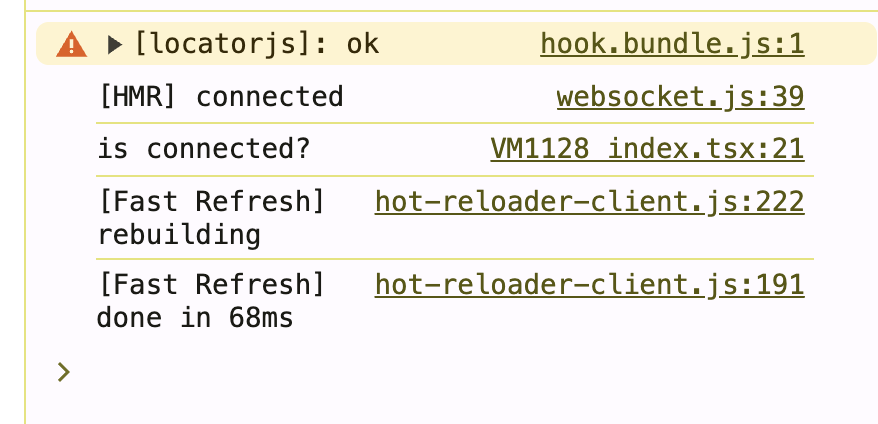 [locatorjs]: ok hook.bundle.js:1
[HMR] connected websocket.js:39
is connected? VM1128 index.tsx:21
[Fast Refresh] hot-reloader-client.js:222
rebuilding
[Fast Refresh] hot-reloader-client.js:191
done in 68ms